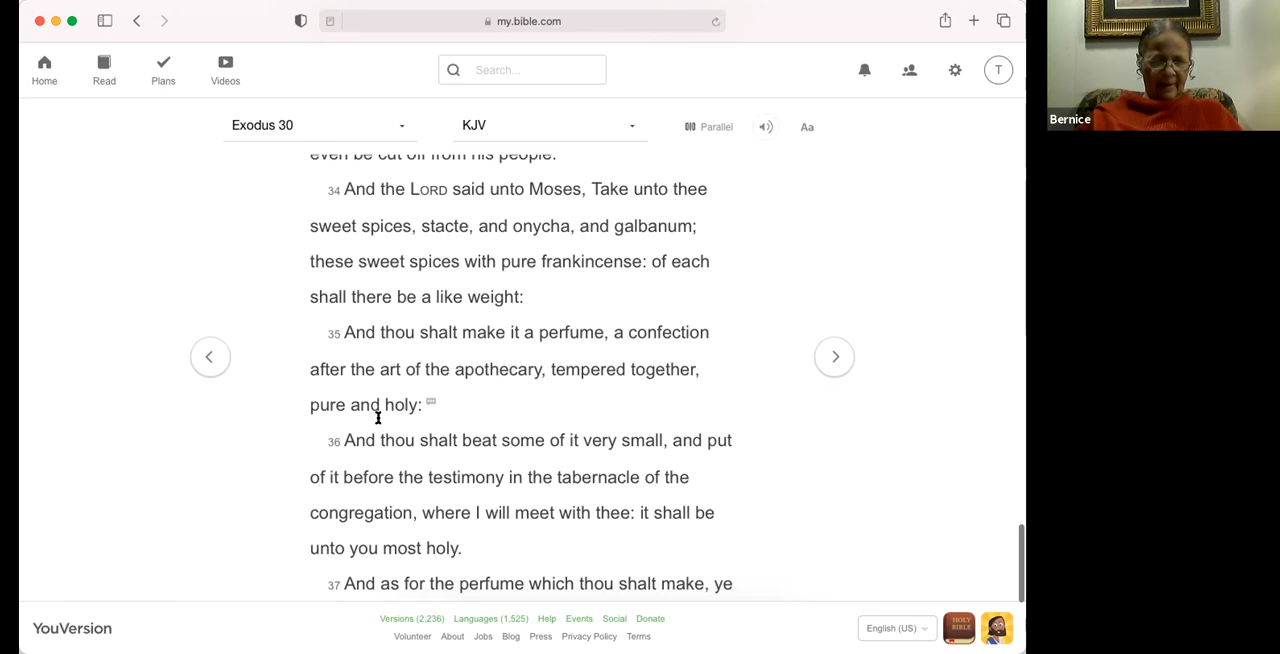 my.bible.com
Home
Read
Plans
Videos
Search...
T
Exodus 30
KJV
Parallel
Aa
even be cut off from his people.
34 And the LORD said unto Moses, Take unto thee
sweet spices, stacte, and onycha, and galbanum;
these sweet spices with pure frankincense: of each
shall there be a like weight:
35 And thou shalt make it a perfume, a confection
after the art of the apothecary, tempered together,
pure and holy:
36 And thou shalt beat some of it very small, and put
of it before the testimony in the tabernacle of the
congregation, where I will meet with thee: it shall be
unto you most holy.
37 And as for the perfume which thou shalt make, ye
YouVersion
Versions (2,236) Languages (1,525) Help Events Social Donate
Volunteer About Jobs Blog Press Privacy Policy Terms
English (US)
HOLY
BIBLE
Bernice